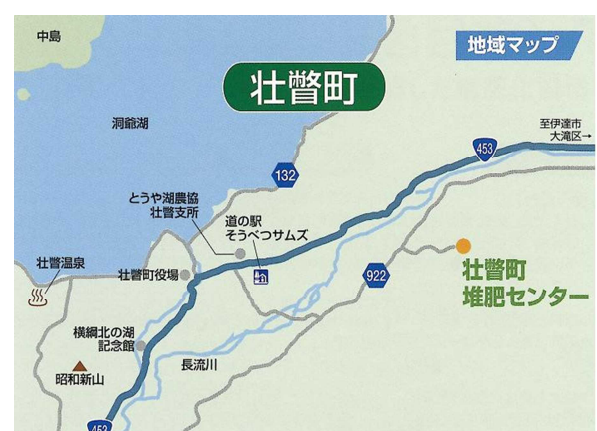 中島
地域マップ
壮瞥町
洞爺湖
至伊達市
大滝区→
453
132
とうや湖農協
壮瞥支所
道の駅
そうべつサムズ
壮瞥温泉
壮瞥町役場
922
壮瞥町
堆肥センター
横綱北の湖
記念館
長流川
昭和新山
453